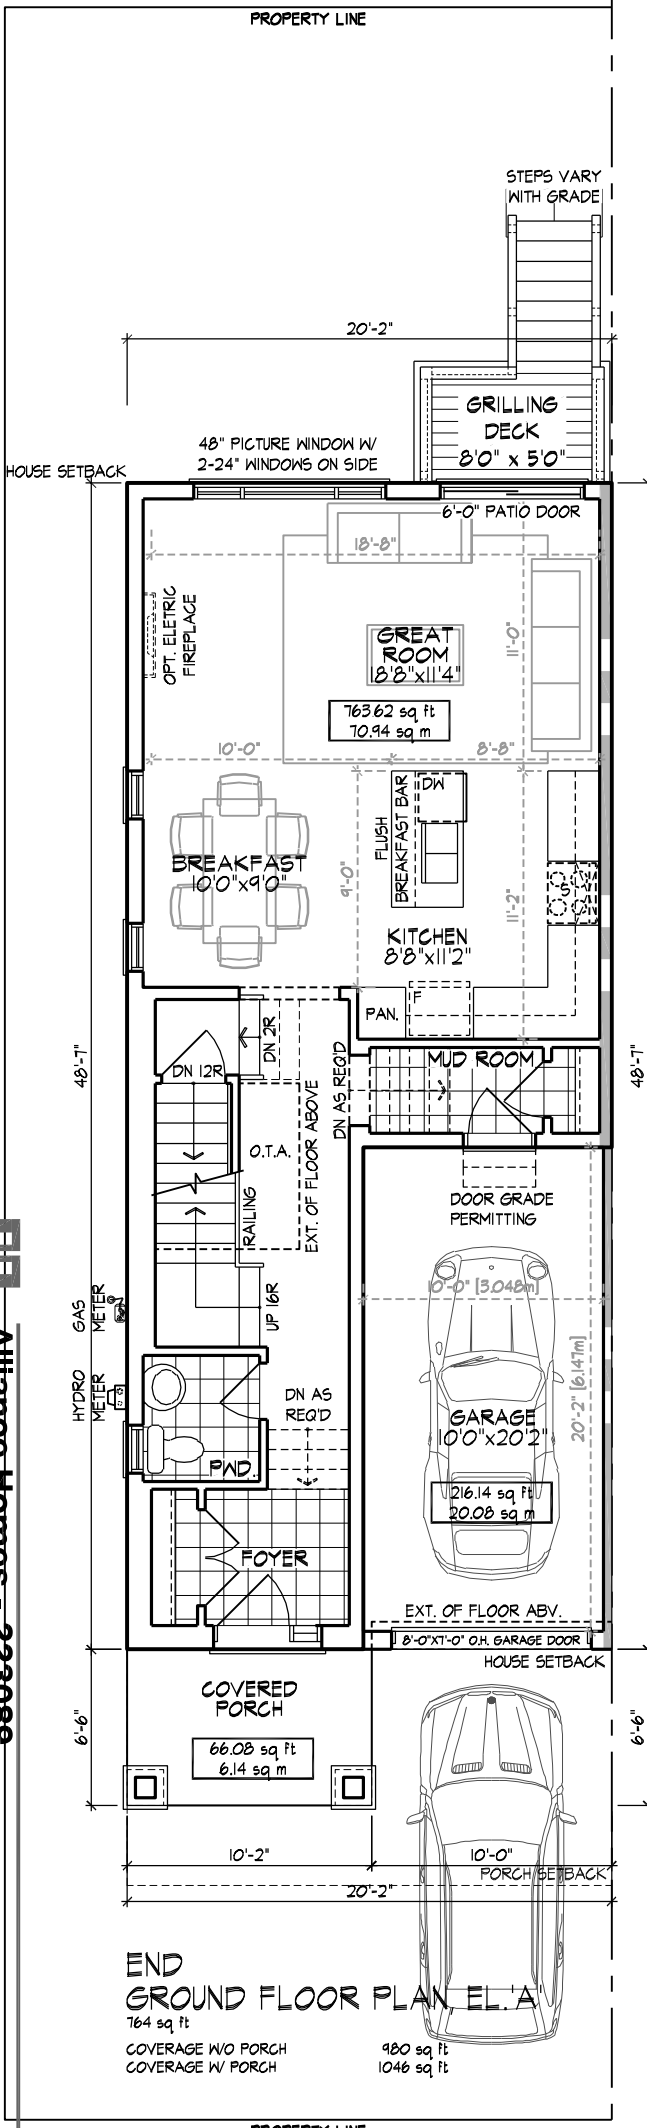 PROPERTY LINE
STEPS VARY
WITH GRADE
20'-2"
GRILLING
DECK
8'0" x 5'0"
48" PICTURE WINDOW W/
2-24" WINDOWS ON SIDE
HOUSE SETBACK
6'-0" PATIO DOOR
18'-8"
OPT. ELETRIC
FIREPLACE
GREAT
ROOM
18'8"x11'4"
11'-0"
763.62 sq ft
70.94 sq m
10'-0"
8'-8"
DW
FLUSH
BREAKFAST BAR
BREAKFAST
10'0"x9'0"
9'-0"
11'-2"
S
KITCHEN
8'8"x11'2"
F
PAN.
48'-7"
48'-7"
DN 2R
DN 12R
DN AS REQ'D
MUD ROOM
O.T.A.
RAILING
EXT. OF FLOOR ABOVE
DOOR GRADE
PERMITTING
UP 16R
GAS
METER
10'-0" [3.048m]
20'-2" [6.147m]
HYDRO
METER
DN AS
REQ'D
GARAGE
10'0"x20'2"
216.14 sq ft
20.08 sq m
PWD.
FOYER
EXT. OF FLOOR ABV.
8'-0"x7'-0" O.H. GARAGE DOOR
HOUSE SETBACK
COVERED
PORCH
66.08 sq ft
6.14 sq m
6'-6"
6'-6"
10'-2"
10'-0"
PORCH SETBACK
20'-2"
END
GROUND FLOOR PLAN, EL.'A'
764 sq ft
COVERAGE W/O PORCH 980 sq ft
COVERAGE W/ PORCH 1046 sq ft
PROPERTY LINE